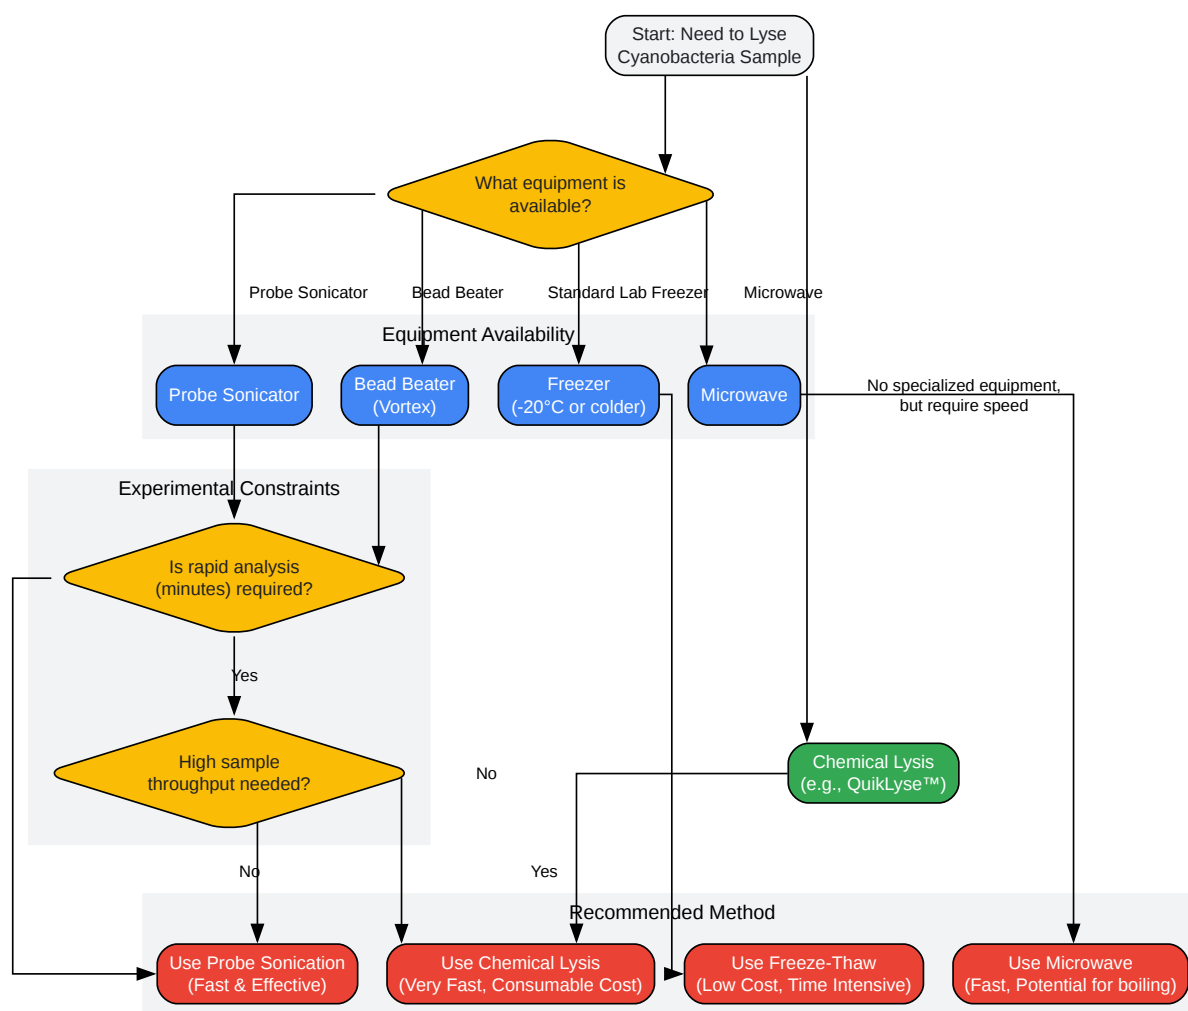 Start: Need to Lyse
Cyanobacteria Sample
What equipment is
available?
Probe Sonicator
Bead Beater
Standard Lab Freezer
Microwave
Equipment Availability
Probe Sonicator
Bead Beater
(Vortex)
Freezer
(-20°C or colder)
Microwave
No specialized equipment,
but require speed
Experimental Constraints
Is rapid analysis
(minutes) required?
Yes
High sample
throughput needed?
No
Chemical Lysis
(e.g., QuikLyse™)
No
Yes
Recommended Method
Use Probe Sonication
(Fast & Effective)
Use Chemical Lysis
(Very Fast, Consumable Cost)
Use Freeze-Thaw
(Low Cost, Time Intensive)
Use Microwave
(Fast, Potential for boiling)